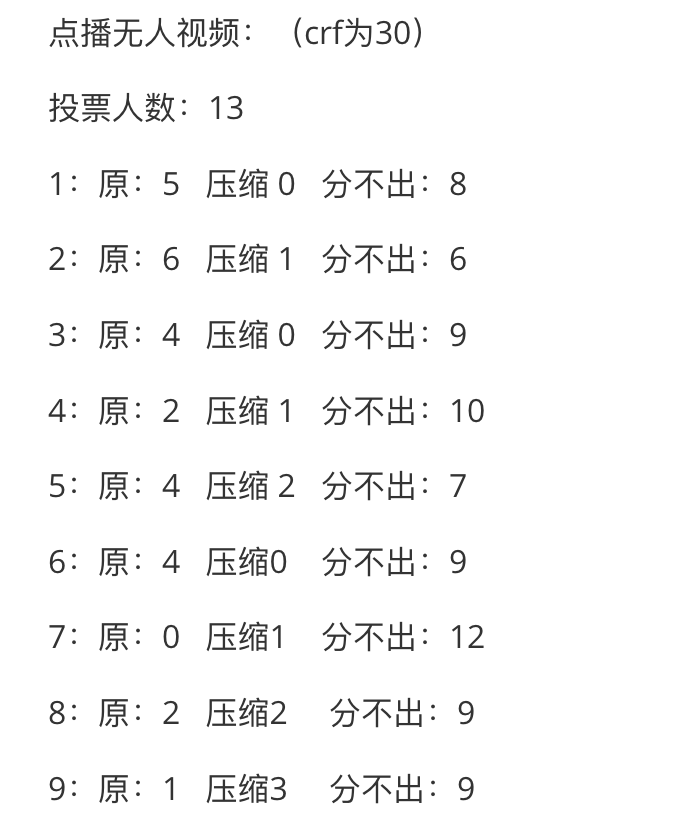 点播无人视频： （crf为30）
投票人数：13
1：原：5 压缩 0 分不出：8
2：原：6 压缩 1 分不出：6
3：原：4 压缩 0 分不出：9
4：原：2 压缩 1 分不出：10
5：原：4 压缩 2 分不出：7
6：原：4 压缩0 分不出：9
7：原：0 压缩1 分不出：12
8：原：2 压缩2 分不出：9
9：原：1 压缩3 分不出：9